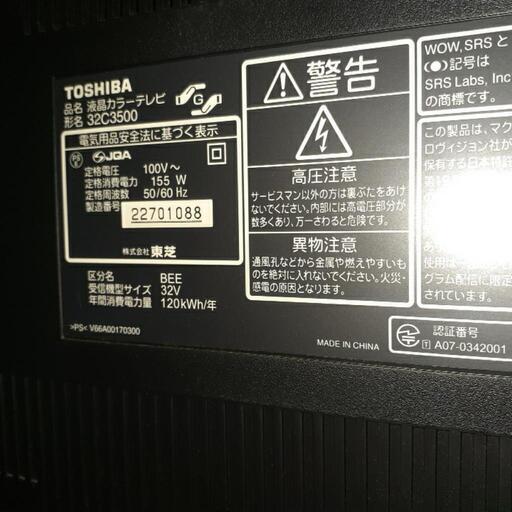 TOSHIBA
品名 液晶カラーテレビ
形名 32C3500
G
電気用品安全法に基づく表示
PS JQA
定格電圧 100V~
定格消費電力 155 W
定格周波数 50/60 Hz
製造番号 22701088
株式会社 東芝
区分名 BEE
受信機型サイズ 32V
年間消費電力量 120kWh/年
>PS< V66A00170300
警告
高圧注意
サービスマン以外の方は裏ぶたをあけ
ないでください。内部には高電圧部分が
数多くあり、万一さわると危険です。
異物注意
通風孔などから金属や燃えやすいも
のを絶対に入れないでください。火災・
感電の原因となります。
MADE IN CHINA
WOW, SRS と
記号は
SRS Labs, Inc
の商標です。
この製品は、マク
ロヴィジョン社が
保有する日本特許
使用は
グラム配信に限定
されて
認証番号
T A07-0342001